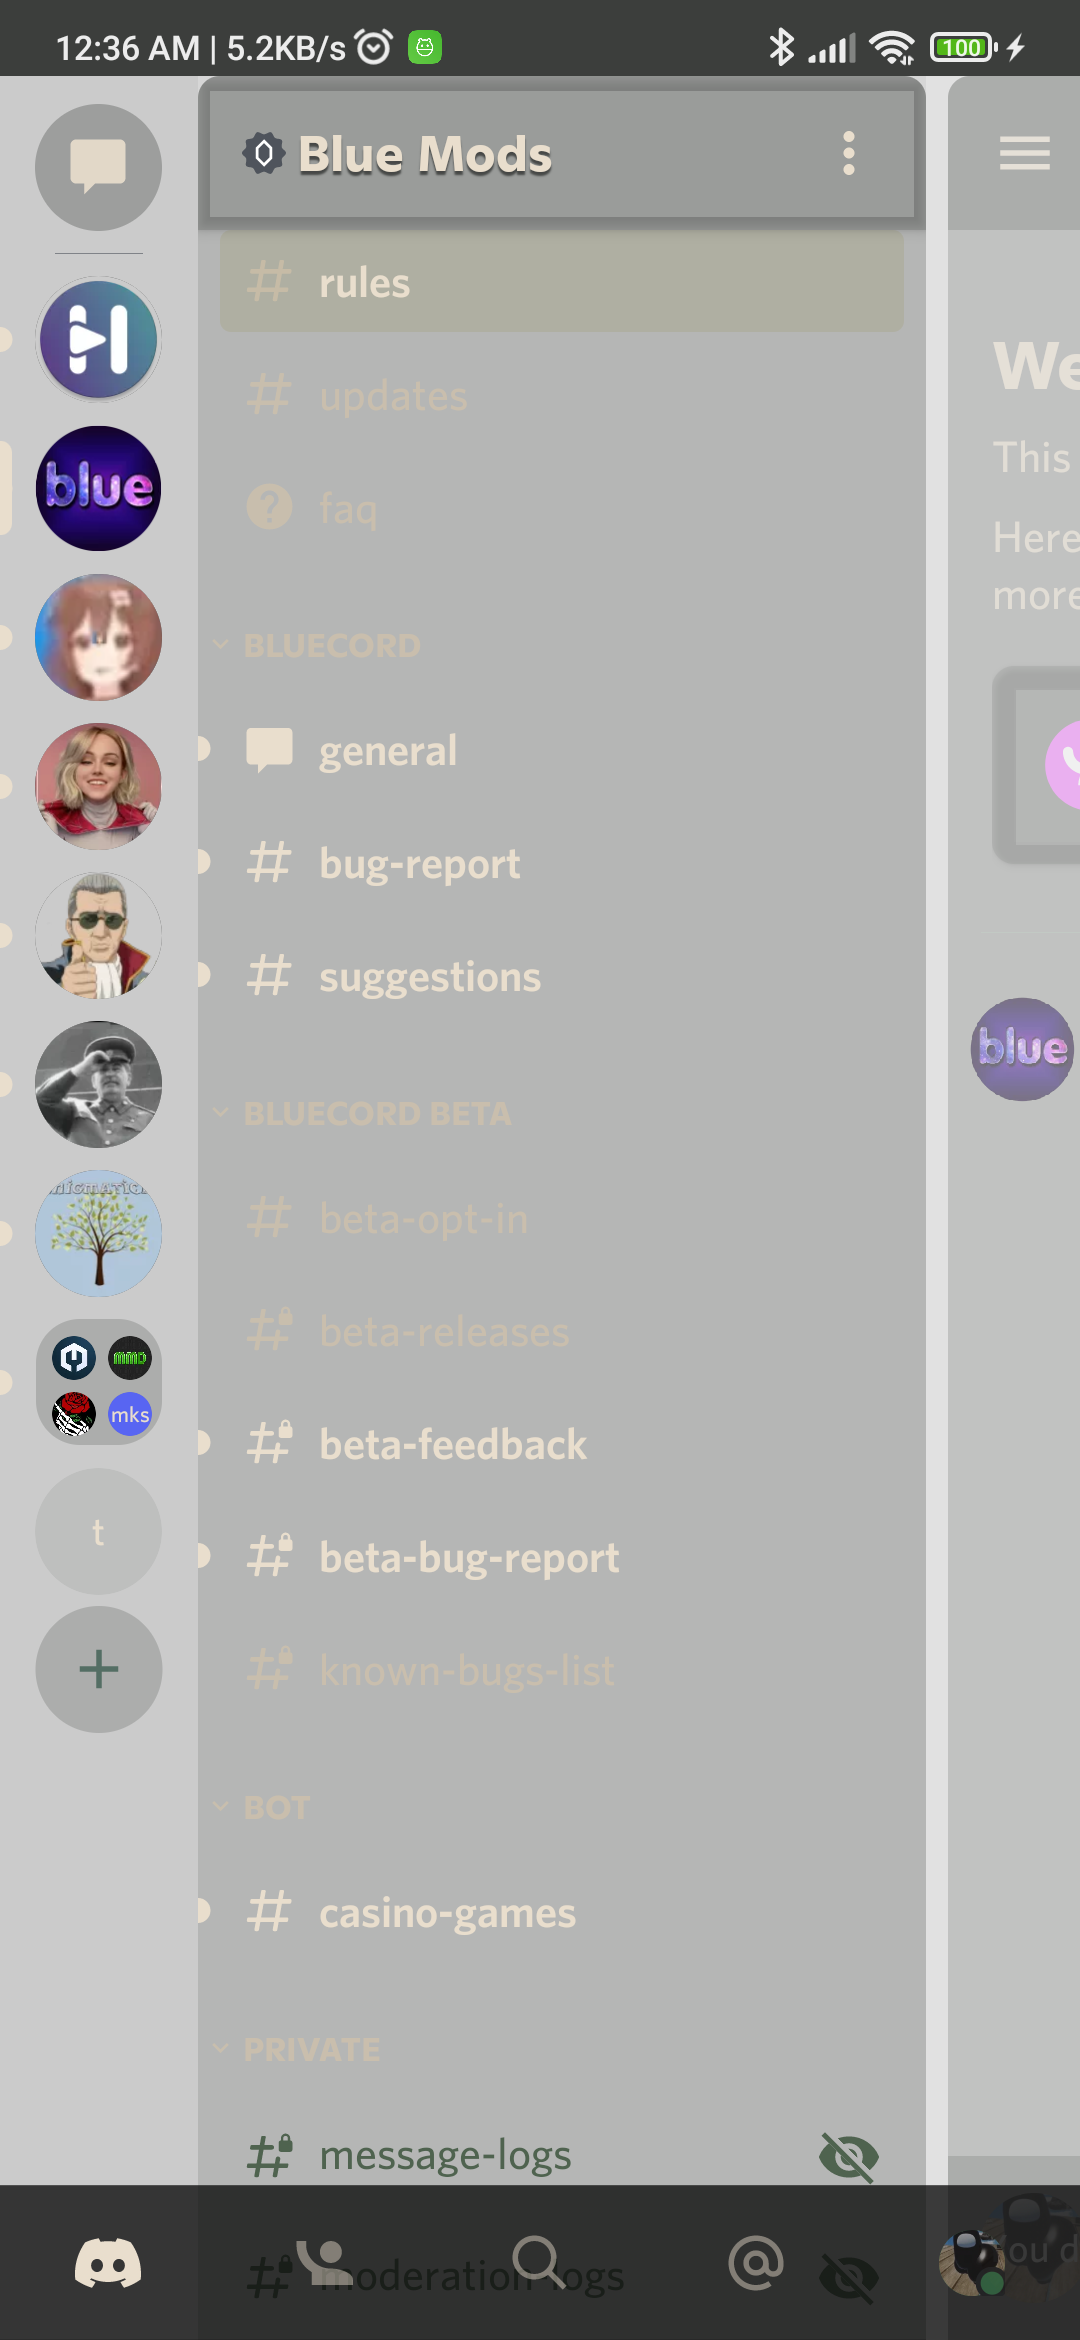 12:36 AM | 5.2KB/s
100
Blue Mods
rules
updates
faq
BLUECORD
general
bug-report
suggestions
BLUECORD BETA
beta-opt-in
beta-releases
beta-feedback
beta-bug-report
known-bugs-list
BOT
casino-games
PRIVATE
message-logs
moderation-logs
blue
mks
t
We
This
Here
more
blue
You d